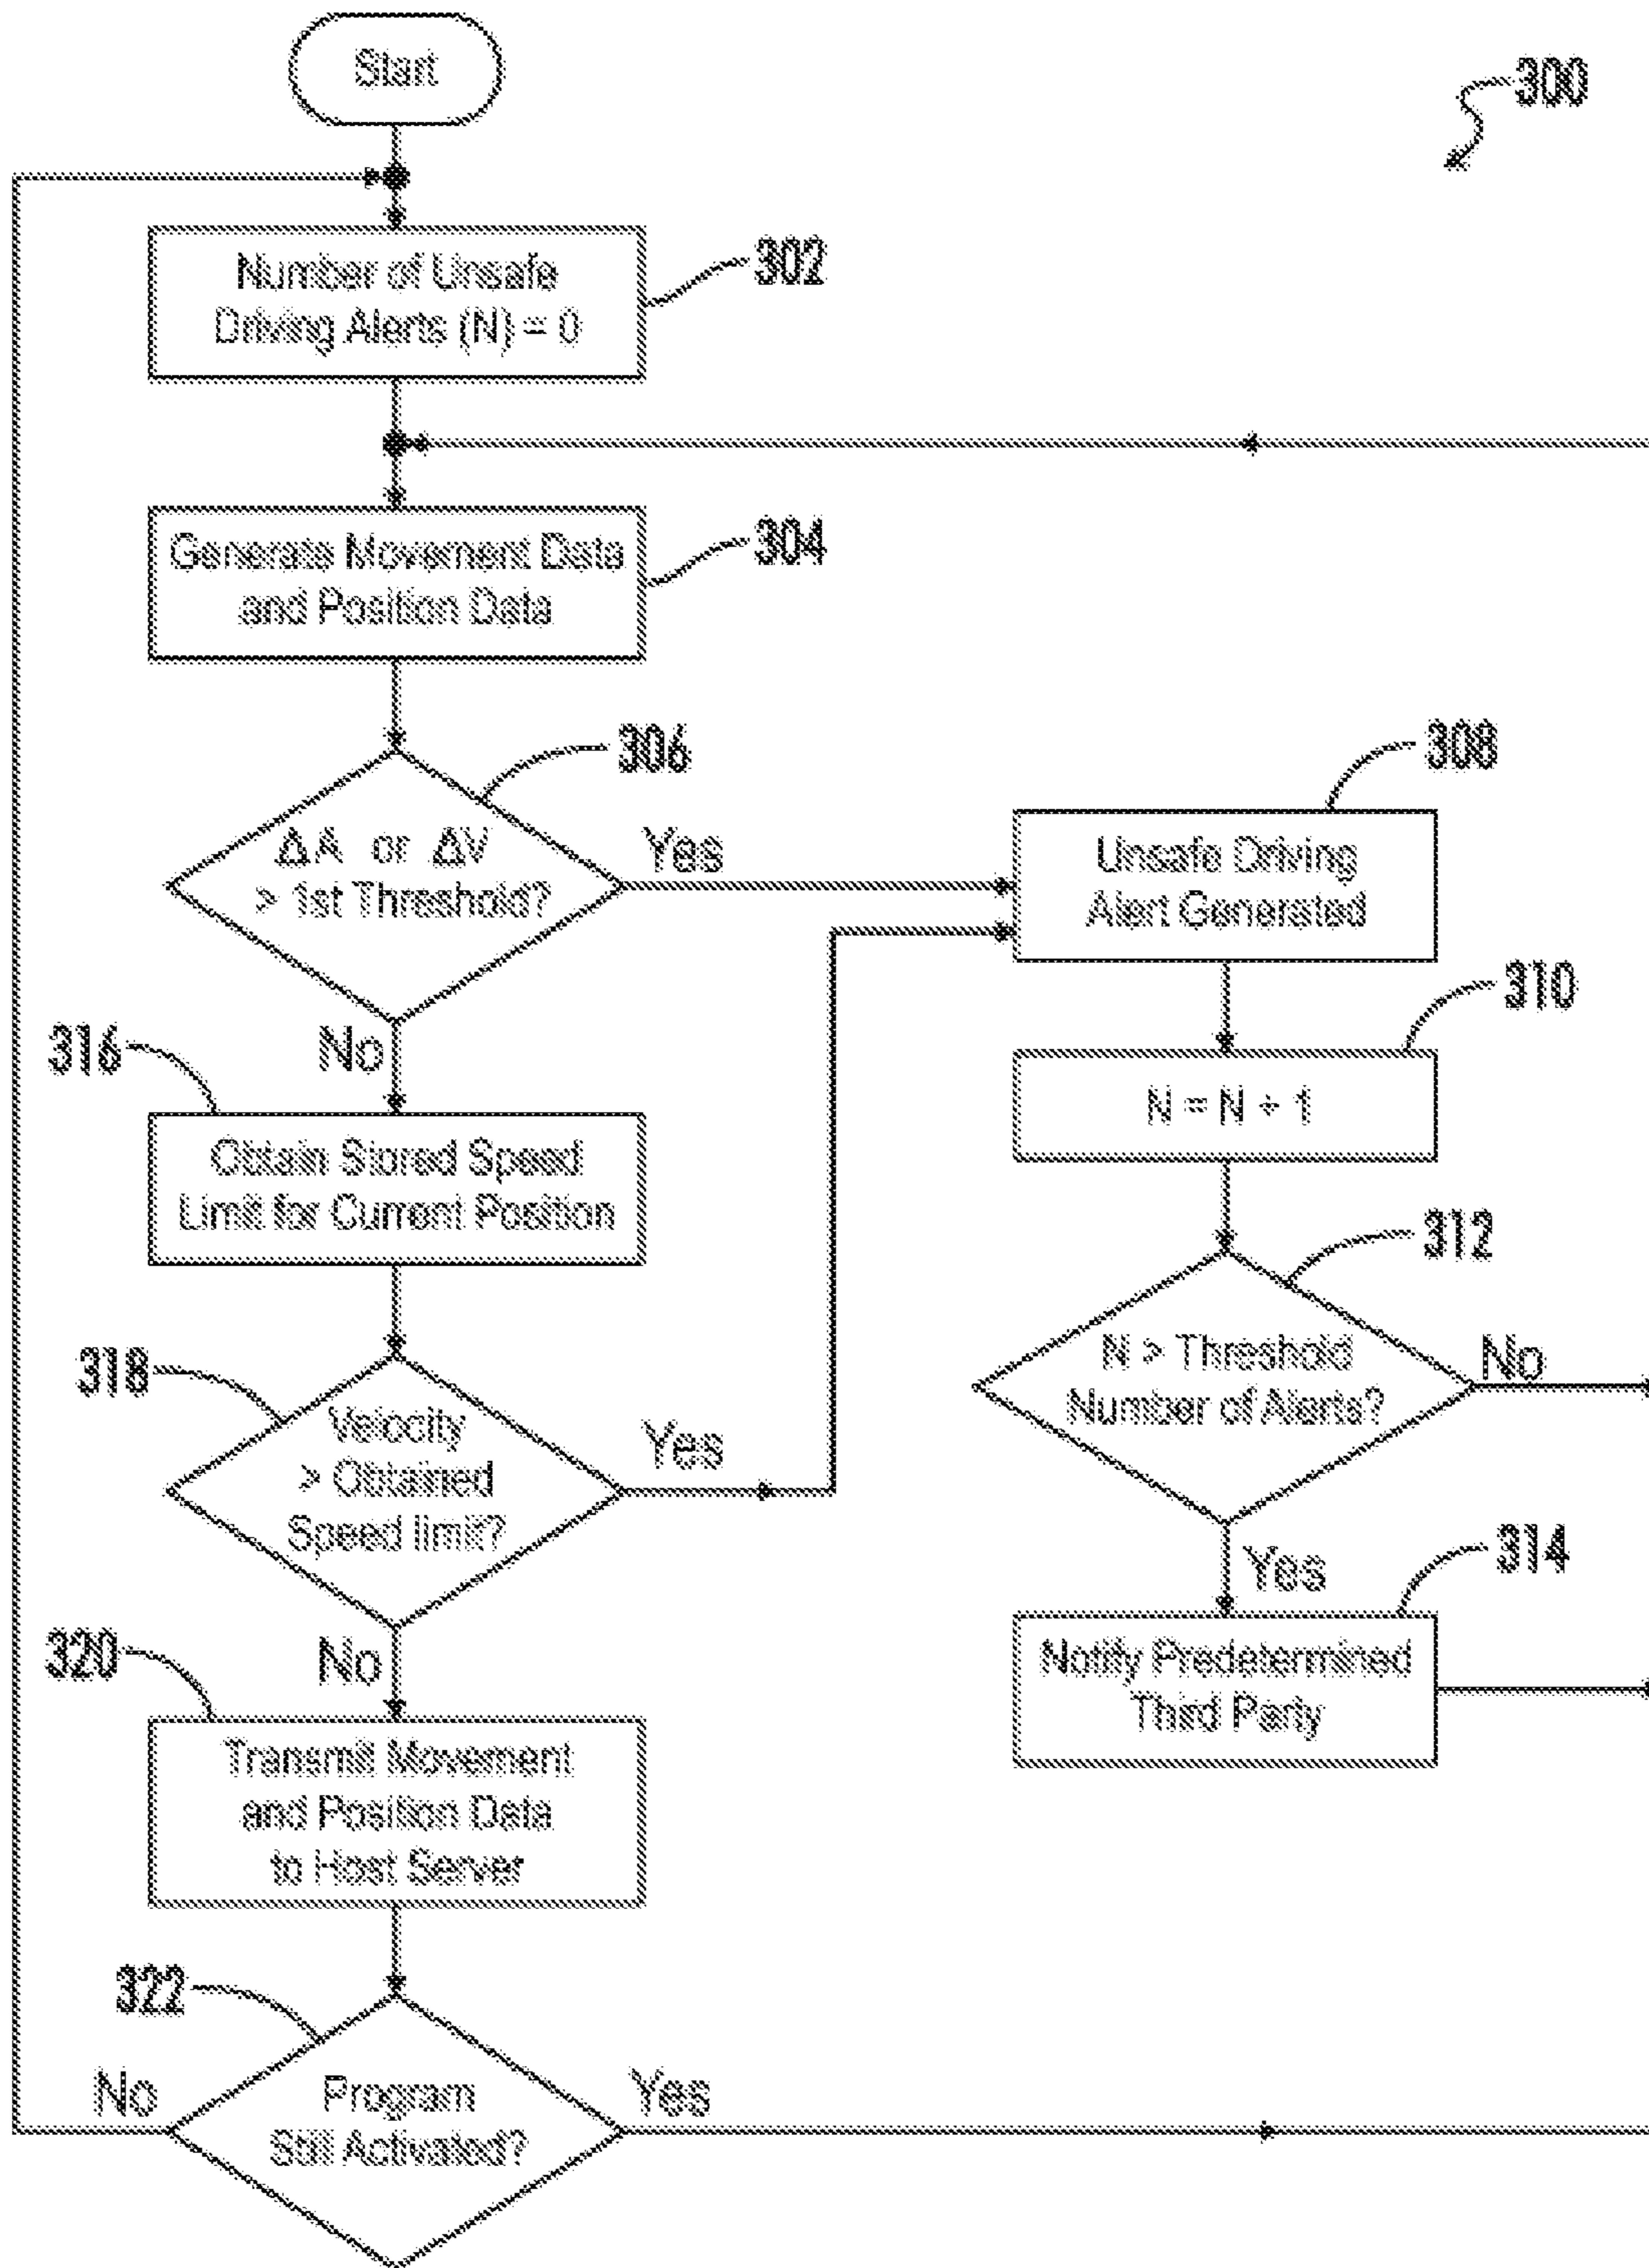 Start
300
Number of Unsafe
Driving Alerts (N) = 0
302
Generate Movement Data
and Position Data
304
306
ΔA or ΔV
> 1st Threshold?
Yes
No
308
Unsafe Driving
Alert Generated
310
N = N + 1
316
Obtain Stored Speed
Limit for Current Position
312
N > Threshold
Number of Alerts?
No
Yes
318
Velocity
> Obtained
Speed limit?
Yes
No
314
Notify Predetermined
Third Party
320
Transmit Movement
and Position Data
to Host Server
322
Program
Still Activated?
No
Yes